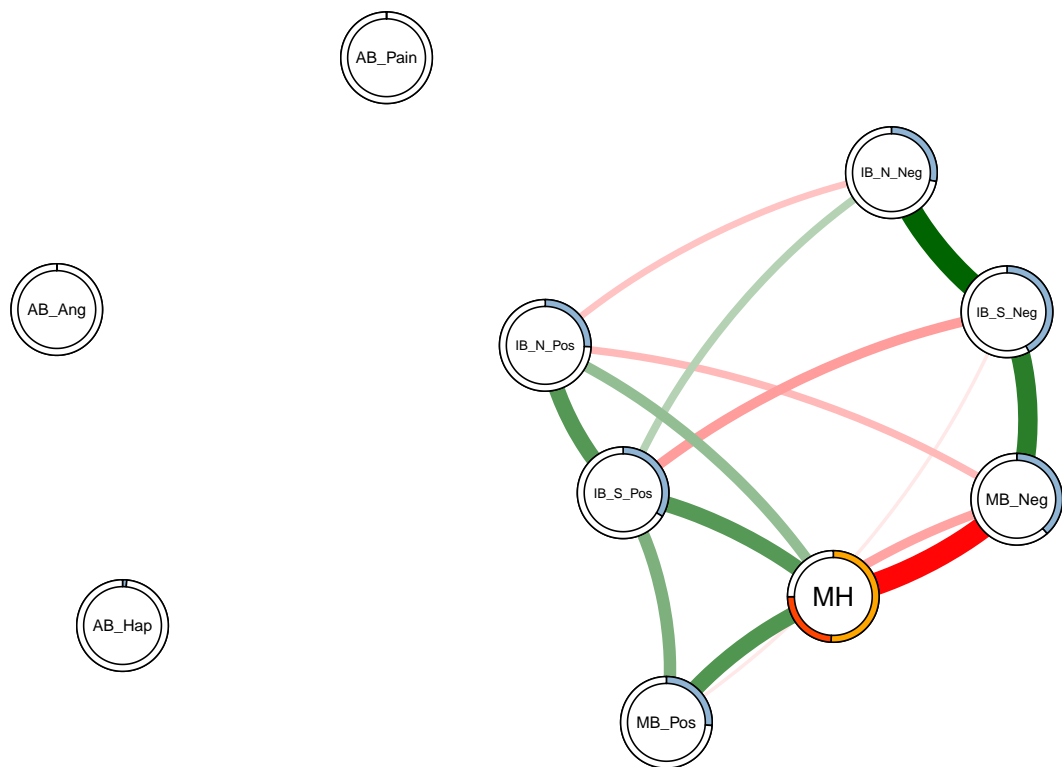 AB_Pain
IB_N_Neg
AB_Ang
IB_S_Neg
IB_N_Pos
IB_S_Pos
MB_Neg
MH
AB_Hap
MB_Pos